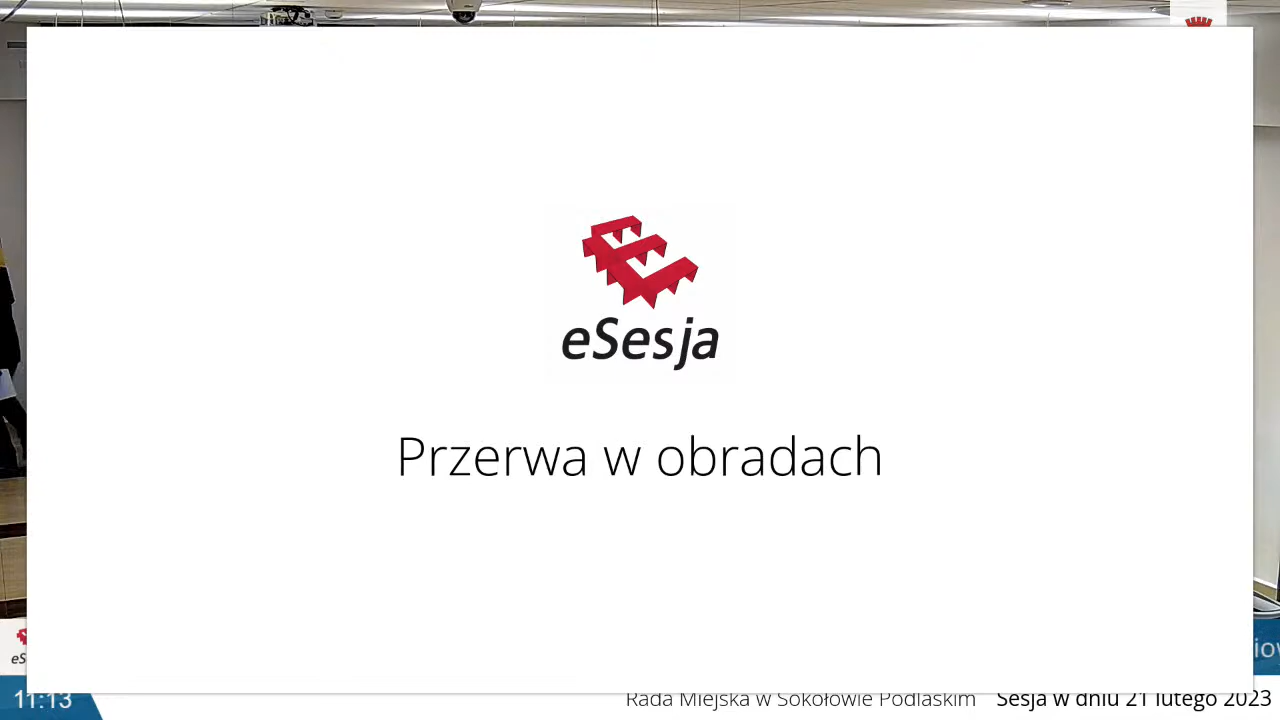 eSesja
Przerwa w obradach
11:13
Rada Miejska w Sokołowie Podlaskim Sesja w dniu 21 lutego 2023